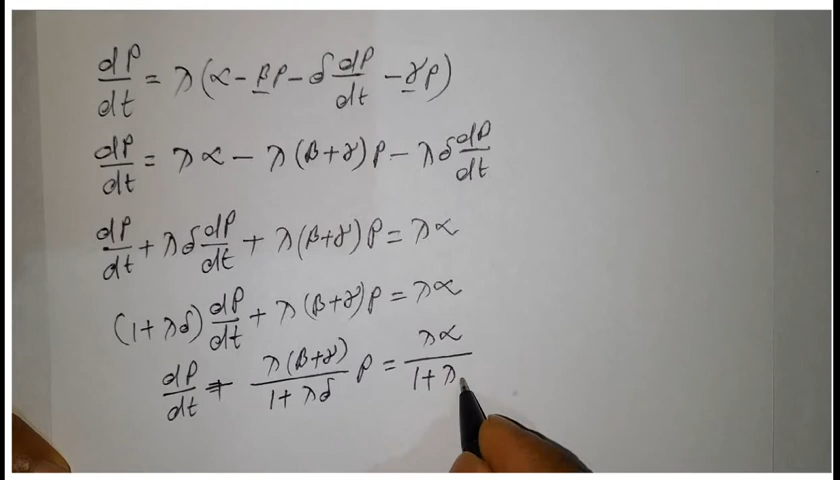 dP/dt = λ(α - βP - δ dP/dt - γP)
dP/dt = λα - λ(β+γ)P - λδ dP/dt
dP/dt + λδ dP/dt + λ(β+γ)P = λα
(1+λδ) dP/dt + λ(β+γ)P = λα
dP/dt + λ(β+γ)/1+λδ P = λα/1+λ